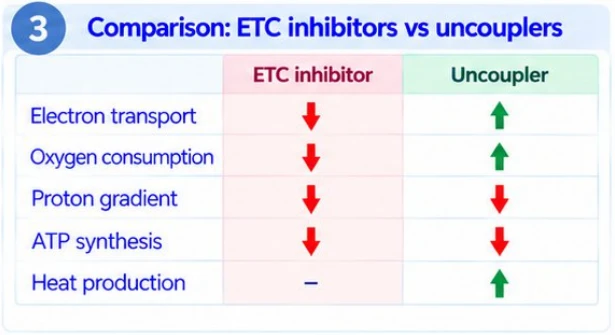 3 Comparison: ETC inhibitors vs uncouplers
ETC inhibitor Uncoupler
Electron transport ↓ ↑
Oxygen consumption ↓ ↑
Proton gradient ↓ ↓
ATP synthesis ↓ ↓
Heat production – ↑